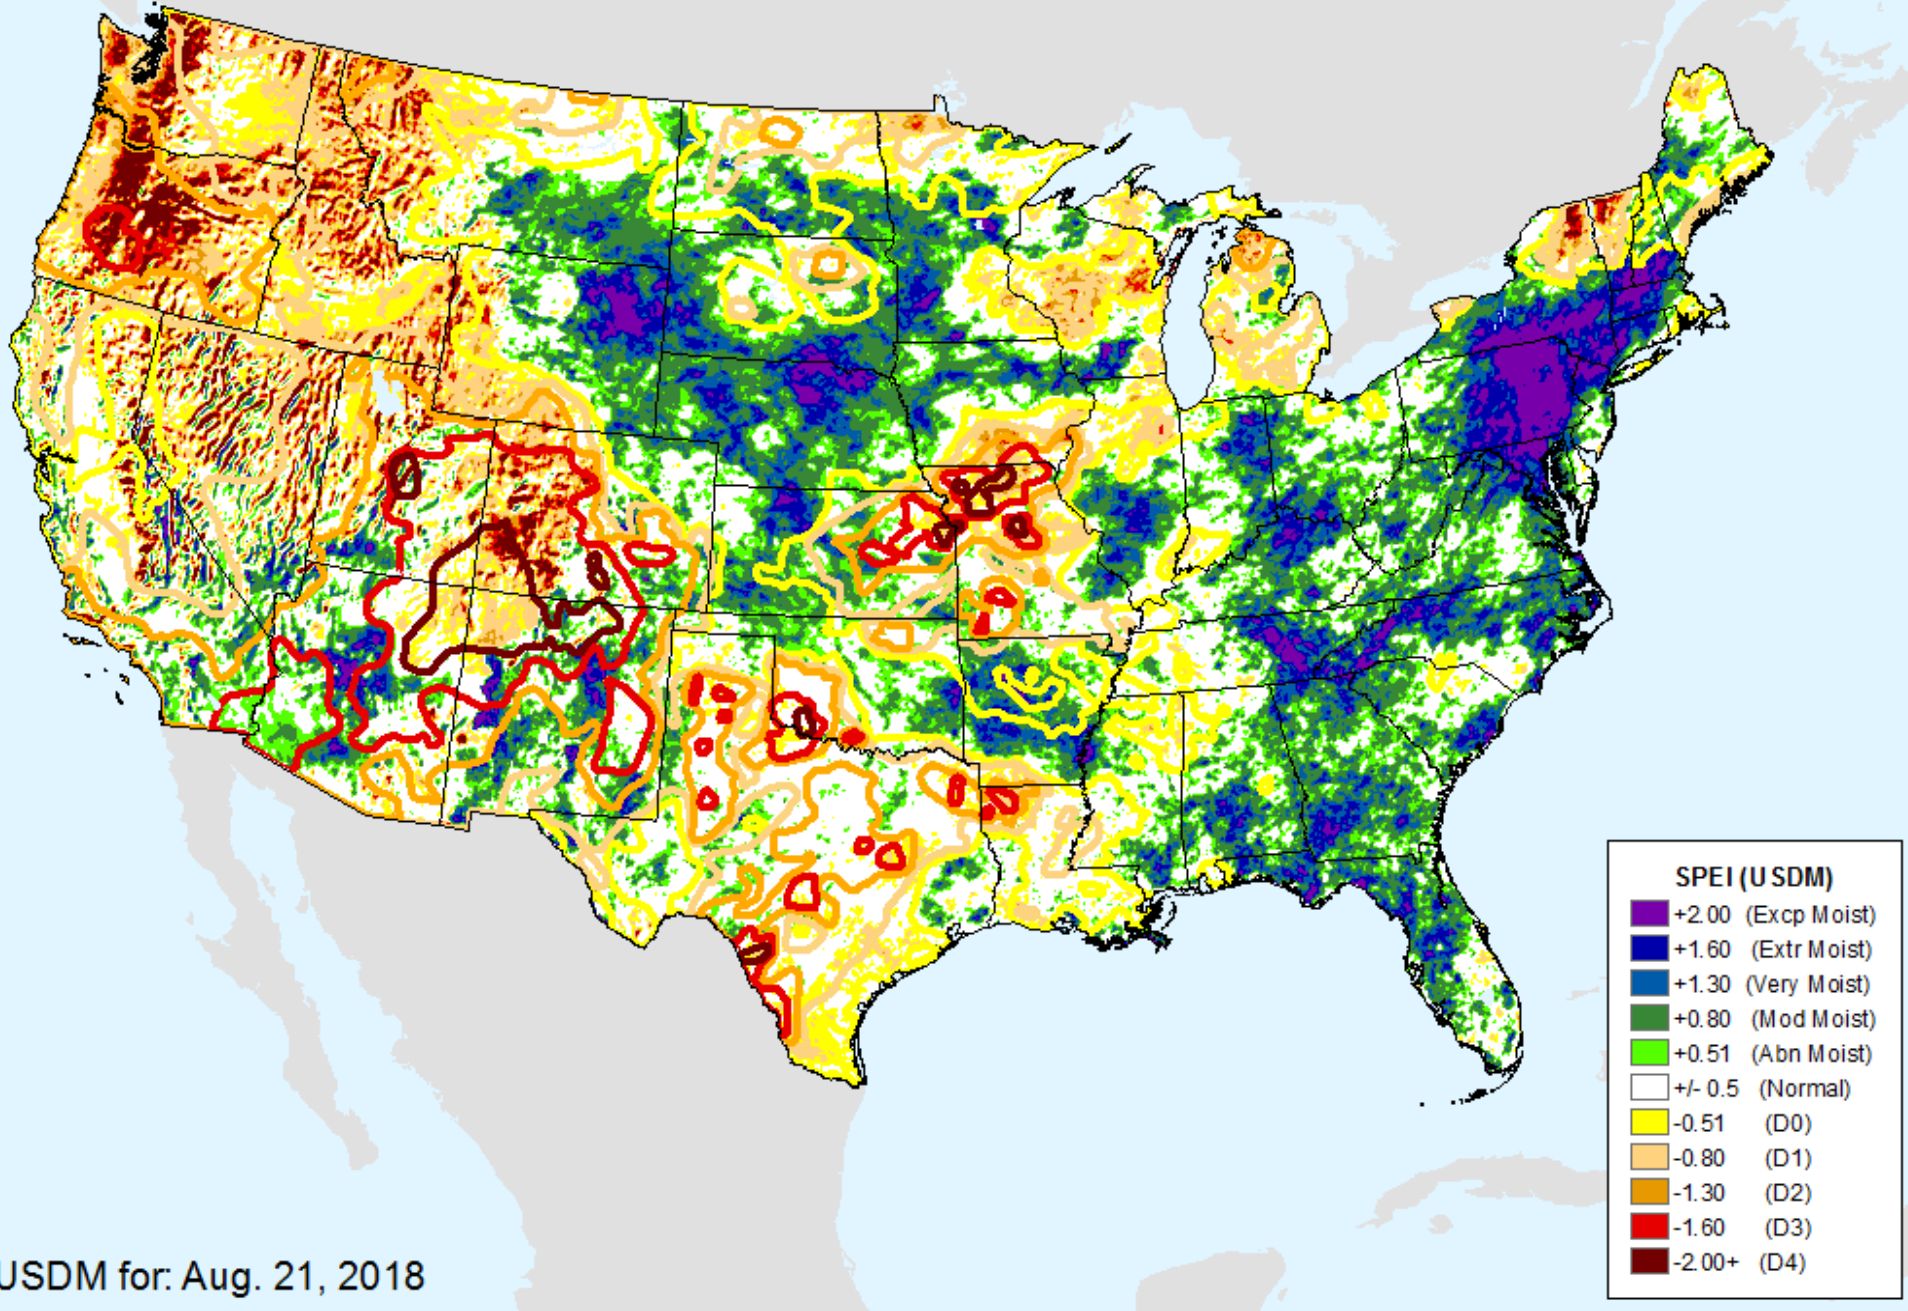 SPEI (USDM)
+2.00 (Excp Moist)
+1.60 (Extr Moist)
+1.30 (Very Moist)
+0.80 (Mod Moist)
+0.51 (Abn Moist)
+/- 0.5 (Normal)
-0.51 (D0)
-0.80 (D1)
-1.30 (D2)
-1.60 (D3)
-2.00+ (D4)
USDM for: Aug. 21, 2018